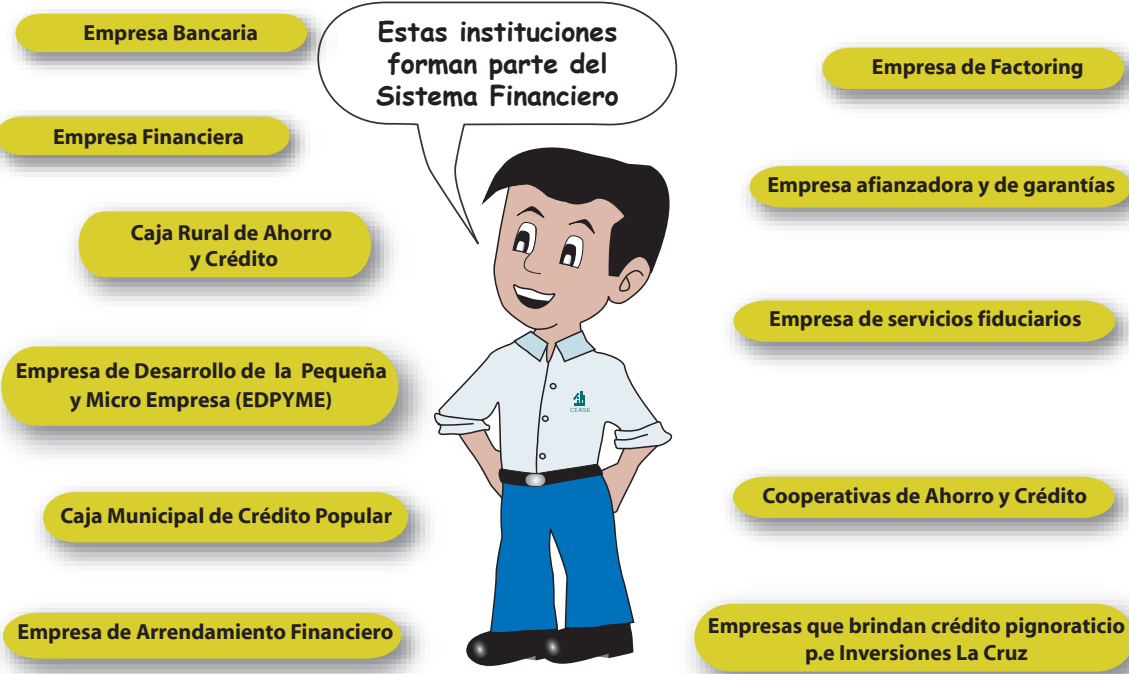 Empresa Bancaria
Empresa Financiera
Caja Rural de Ahorro
y Crédito
Empresa de Desarrollo de la Pequeña
y Micro Empresa (EDPYME)
Caja Municipal de Crédito Popular
Empresa de Arrendamiento Financiero
Estas instituciones
forman parte del
Sistema Financiero
CEASE
Empresa de Factoring
Empresa afianzadora y de garantías
Empresa de servicios fiduciarios
Cooperativas de Ahorro y Crédito
Empresas que brindan crédito pignoraticio
p.e Inversiones La Cruz